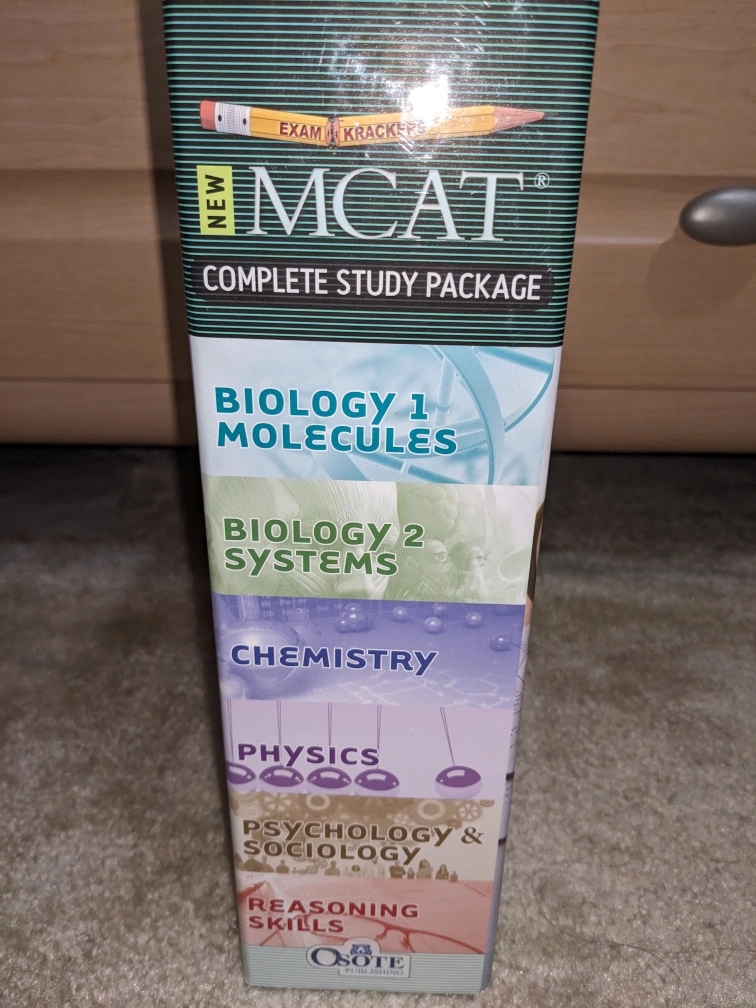 EXAM KRACKERS
NEW
MCAT®
COMPLETE STUDY PACKAGE
BIOLOGY 1
MOLECULES
BIOLOGY 2
SYSTEMS
CHEMISTRY
PHYSICS
PSYCHOLOGY &
SOCIOLOGY
REASONING
SKILLS
OSOTE
PUBLISHING